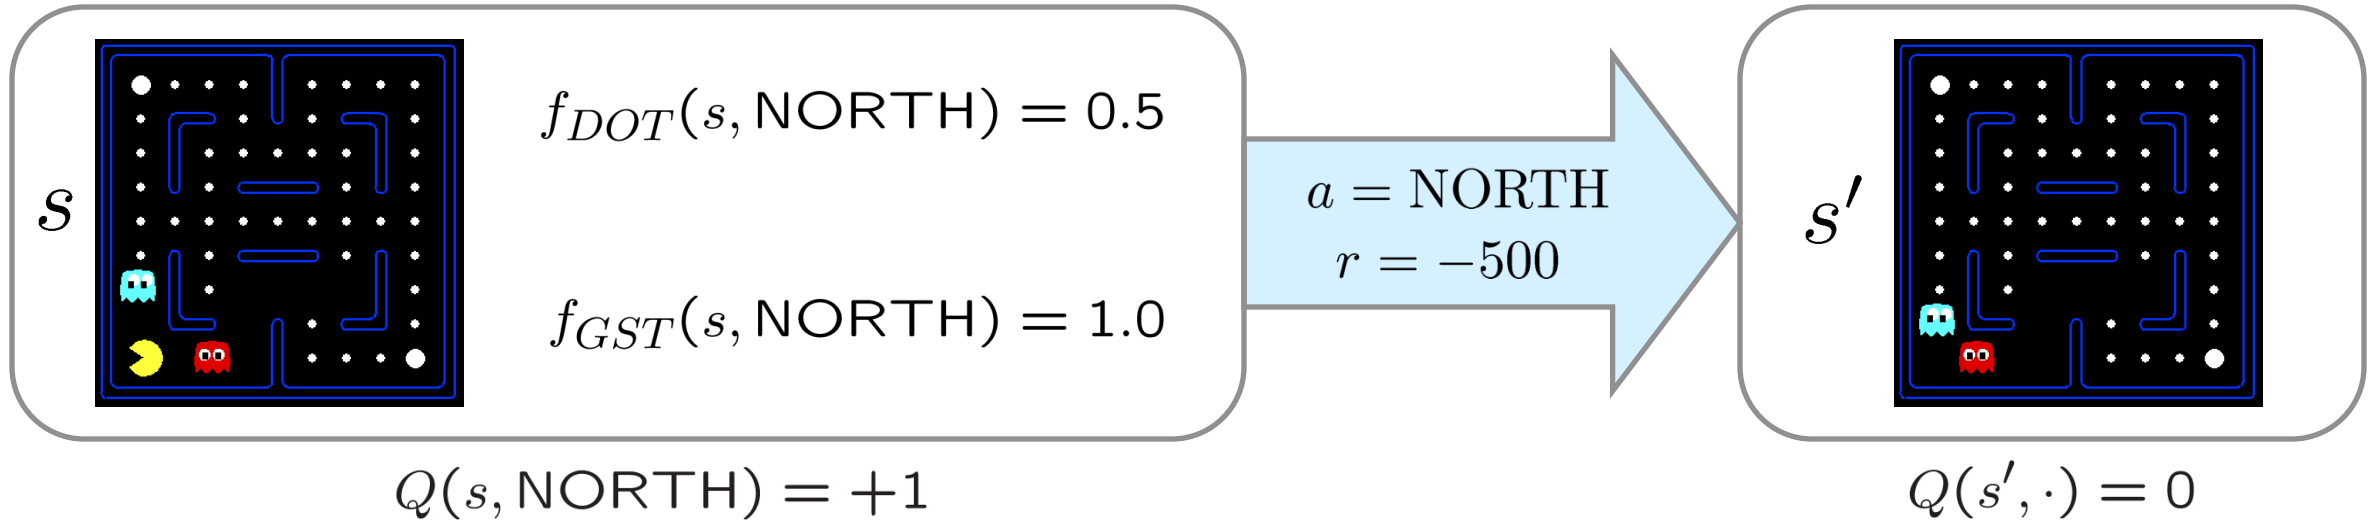 s
f_{DOT}(s, NORTH) = 0.5
f_{GST}(s, NORTH) = 1.0
a = NORTH
r = −500
s′
Q(s, NORTH) = +1
Q(s′, ·) = 0